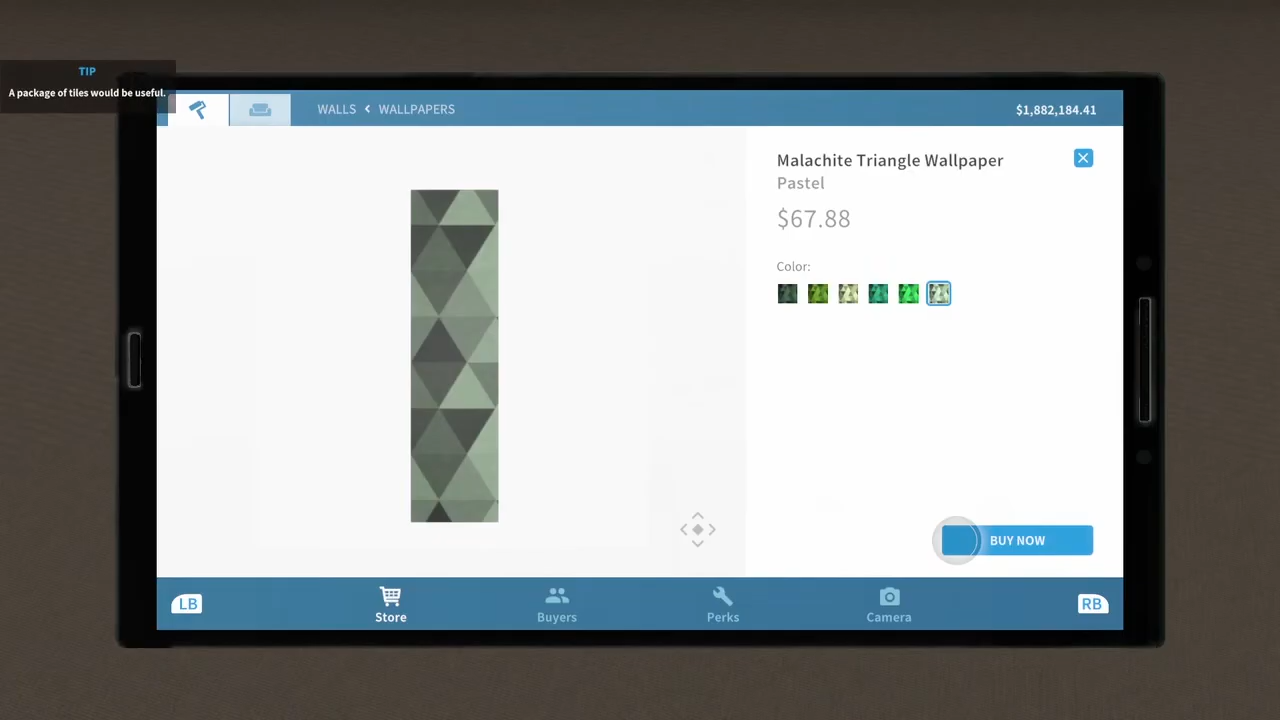 TIP
A package of tiles would be useful.
WALLS < WALLPAPERS
$1,882,184.41
Malachite Triangle Wallpaper
Pastel
$67.88
Color:
BUY NOW
LB
Store
Buyers
Perks
Camera
RB